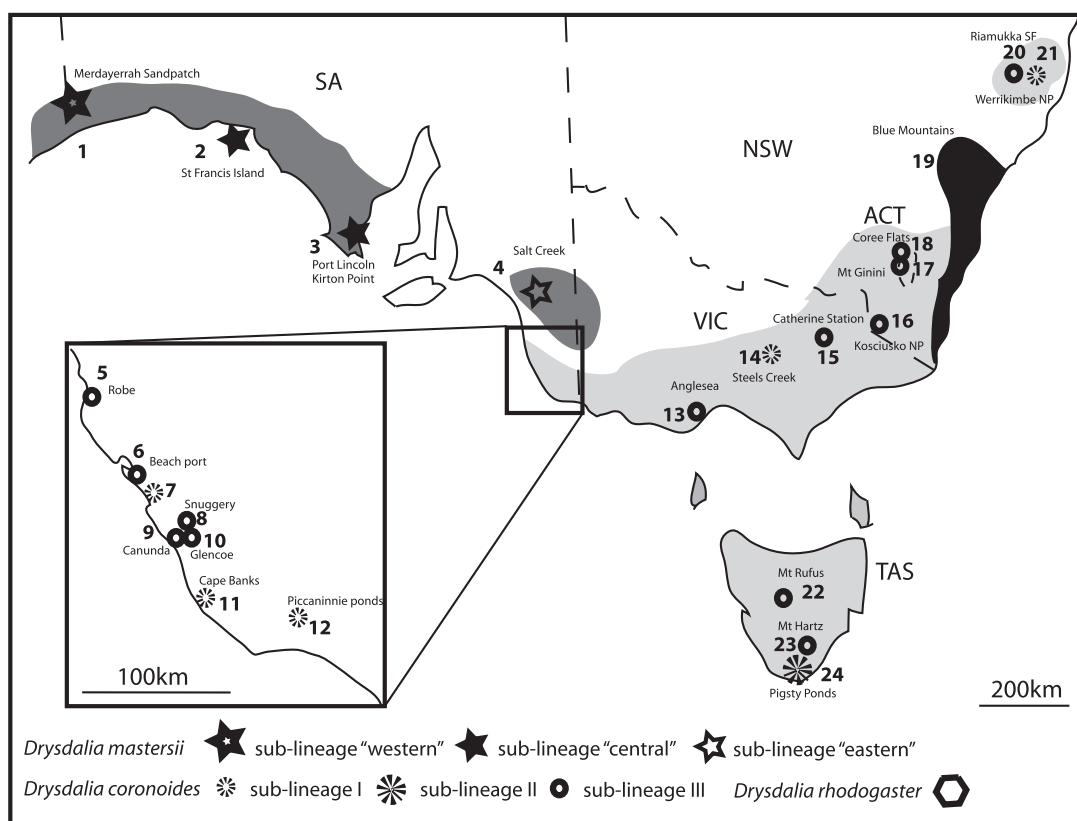 Riamukka SF
20 21
Werrikimbe NP
Merdayerrah Sandpatch
SA
1
2
St Francis Island
Blue Mountains
19
NSW
3
Port Lincoln
Kirton Point
4
Salt Creek
ACT
Coree Flats
18
Mt Ginini
17
VIC
Catherine Station
15
16
Kosciusko NP
14
Steels Creek
Anglesea
13
5
Robe
6
Beach port
7
Snuggery
8
9
Canunda
10
Glencoe
Cape Banks
11
Piccaninnie ponds
12
100km
TAS
Mt Rufus
22
Mt Hartz
23
24
Pigsty Ponds
200km
Drysdalia mastersii sub-lineage "western" sub-lineage "central" sub-lineage "eastern"
Drysdalia coronoides sub-lineage I sub-lineage II sub-lineage III Drysdalia rhodogaster